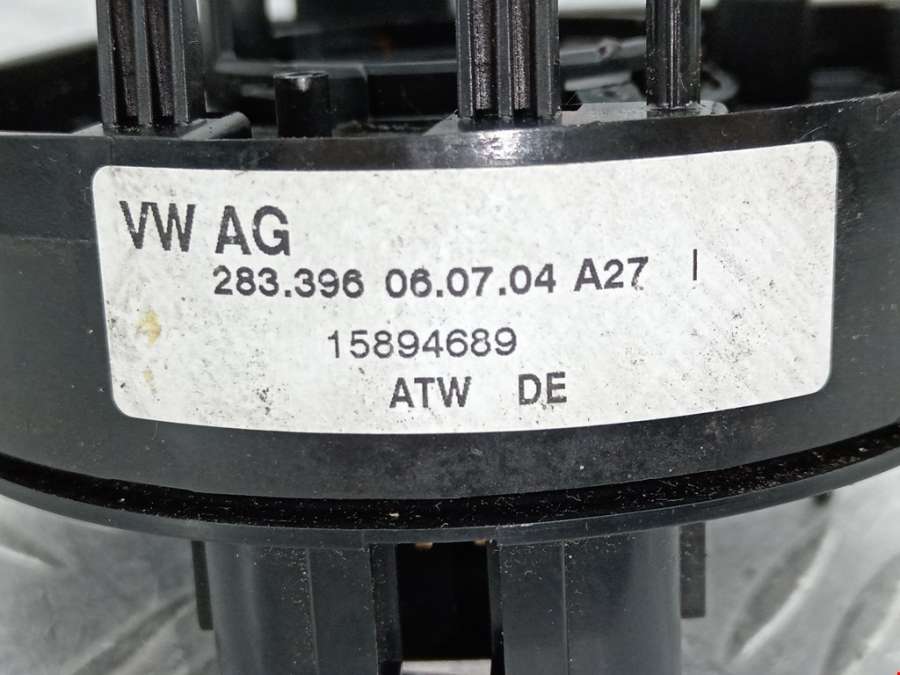 VW AG
283.396 06.07.04 A27 I
15894689
ATW DE